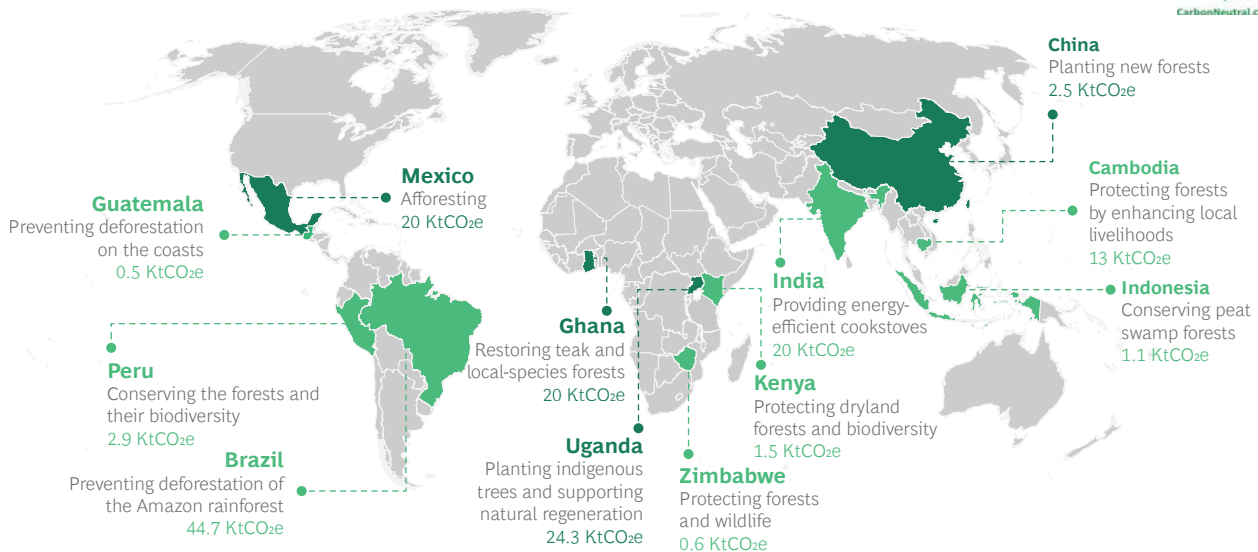 CarbonNeutral.c
China
Planting new forests
2.5 KtCO₂e
Mexico
Afforesting
20 KtCO₂e
Cambodia
Protecting forests
by enhancing local
livelihoods
13 KtCO₂e
Guatemala
Preventing deforestation
on the coasts
0.5 KtCO₂e
India
Providing energy-
efficient cookstoves
20 KtCO₂e
Indonesia
Conserving peat
swamp forests
1.1 KtCO₂e
Ghana
Restoring teak and
local-species forests
20 KtCO₂e
Peru
Conserving the forests and
their biodiversity
2.9 KtCO₂e
Kenya
Protecting dryland
forests and biodiversity
1.5 KtCO₂e
Brazil
Preventing deforestation of
the Amazon rainforest
44.7 KtCO₂e
Uganda
Planting indigenous
trees and supporting
natural regeneration
24.3 KtCO₂e
Zimbabwe
Protecting forests
and wildlife
0.6 KtCO₂e